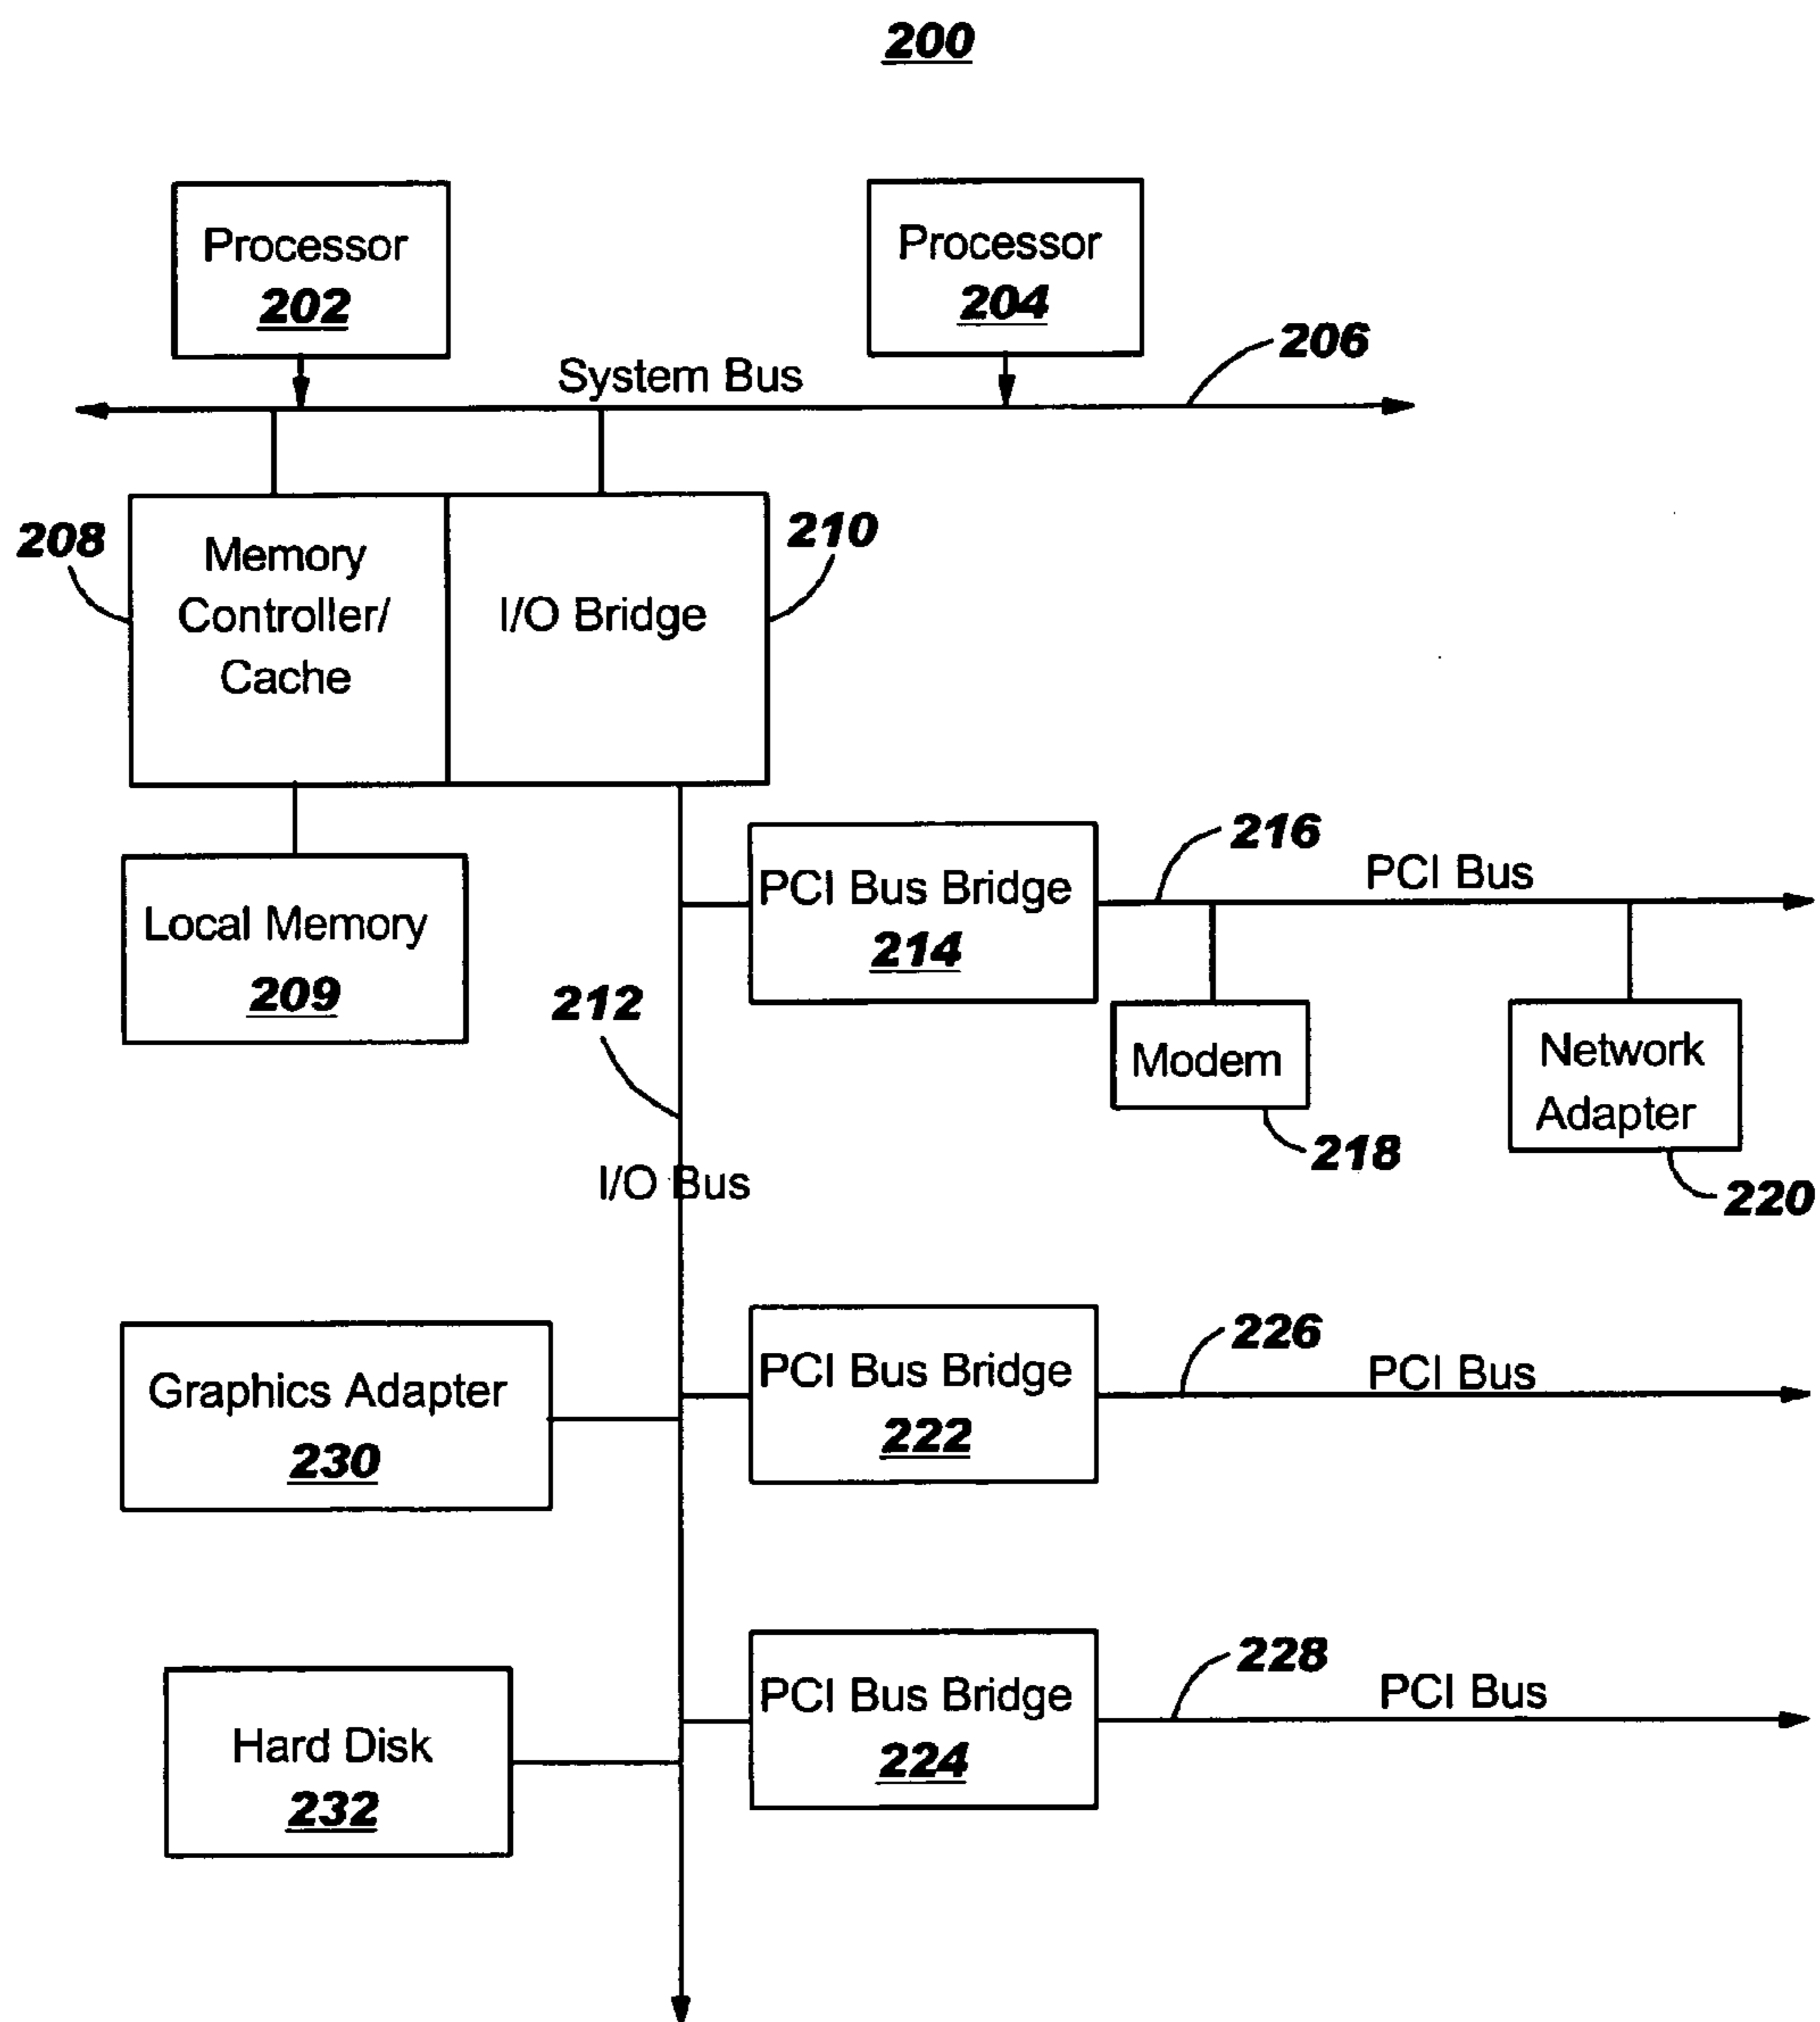 200
Processor
202
Processor
204
System Bus
206
208
Memory
Controller/
Cache
I/O Bridge
210
Local Memory
209
212
I/O Bus
PCI Bus Bridge
214
216
PCI Bus
Modem
218
Network
Adapter
220
Graphics Adapter
230
PCI Bus Bridge
222
226
PCI Bus
Hard Disk
232
PCI Bus Bridge
224
228
PCI Bus